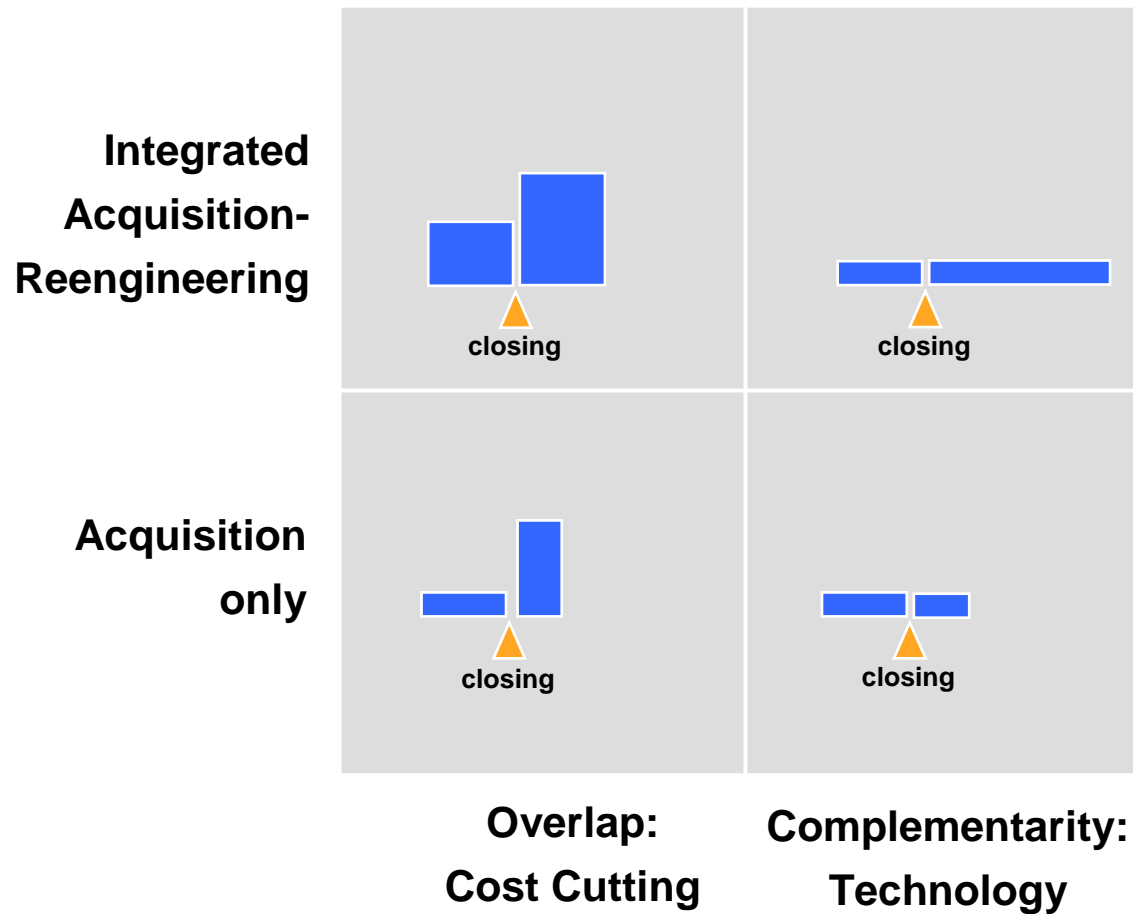 Integrated
Acquisition-
Reengineering
closing
closing
Acquisition
only
closing
closing
Overlap:
Cost Cutting
Complementarity:
Technology